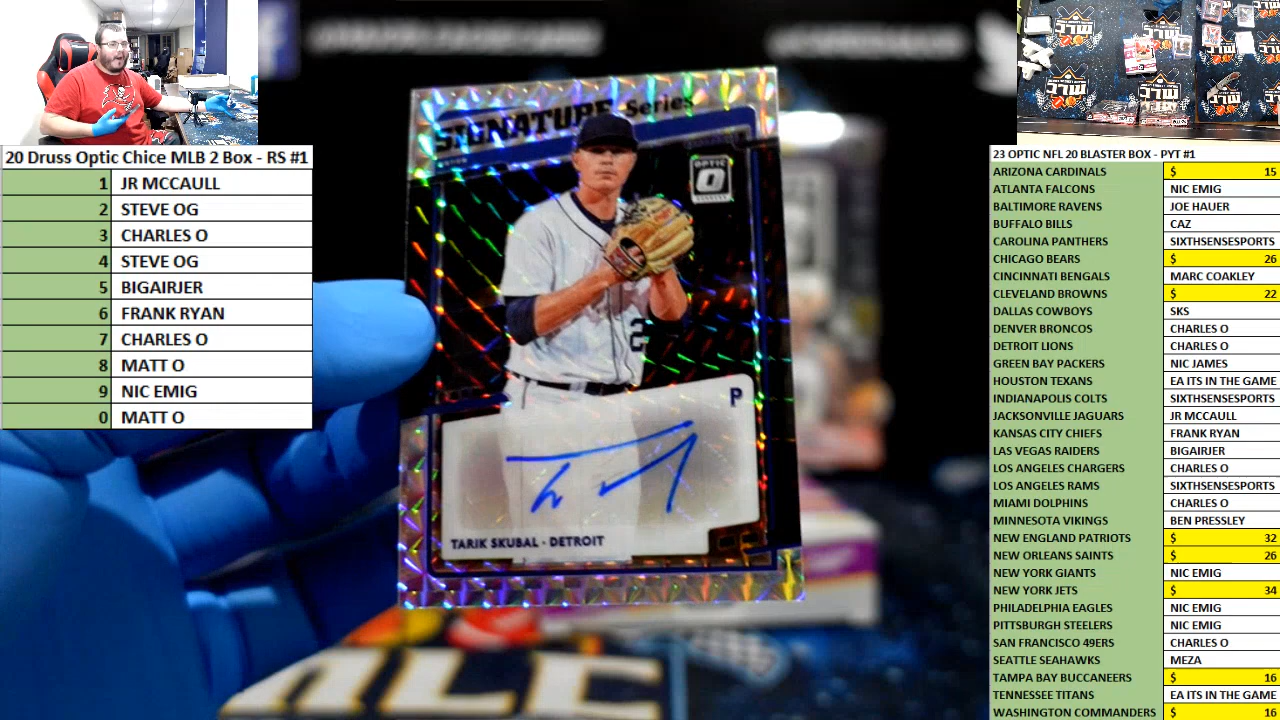 20 Druss Optic Chice MLB 2 Box - RS #1
1 JR MCCAULL
2 STEVE OG
3 CHARLES O
4 STEVE OG
5 BIGAIRJER
6 FRANK RYAN
7 CHARLES O
8 MATT O
9 NIC EMIG
0 MATT O
SIGNATURE Series
OPTIC
P
TARIK SKUBAL - DETROIT
23 OPTIC NFL 20 BLASTER BOX - PYT #1
ARIZONA CARDINALS $ 15
ATLANTA FALCONS NIC EMIG
BALTIMORE RAVENS JOE HAUER
BUFFALO BILLS CAZ
CAROLINA PANTHERS SIXTHSENSESPORTS
CHICAGO BEARS $ 26
CINCINNATI BENGALS MARC COAKLEY
CLEVELAND BROWNS $ 22
DALLAS COWBOYS SKS
DENVER BRONCOS CHARLES O
DETROIT LIONS CHARLES O
GREEN BAY PACKERS NIC JAMES
HOUSTON TEXANS EA ITS IN THE GAME
INDIANAPOLIS COLTS SIXTHSENSESPORTS
JACKSONVILLE JAGUARS JR MCCAULL
KANSAS CITY CHIEFS FRANK RYAN
LAS VEGAS RAIDERS BIGAIRJER
LOS ANGELES CHARGERS CHARLES O
LOS ANGELES RAMS SIXTHSENSESPORTS
MIAMI DOLPHINS CHARLES O
MINNESOTA VIKINGS BEN PRESSLEY
NEW ENGLAND PATRIOTS $ 32
NEW ORLEANS SAINTS $ 26
NEW YORK GIANTS NIC EMIG
NEW YORK JETS $ 34
PHILADELPHIA EAGLES NIC EMIG
PITTSBURGH STEELERS NIC EMIG
SAN FRANCISCO 49ERS CHARLES O
SEATTLE SEAHAWKS MEZA
TAMPA BAY BUCCANEERS $ 16
TENNESSEE TITANS EA ITS IN THE GAME
WASHINGTON COMMANDERS $ 16